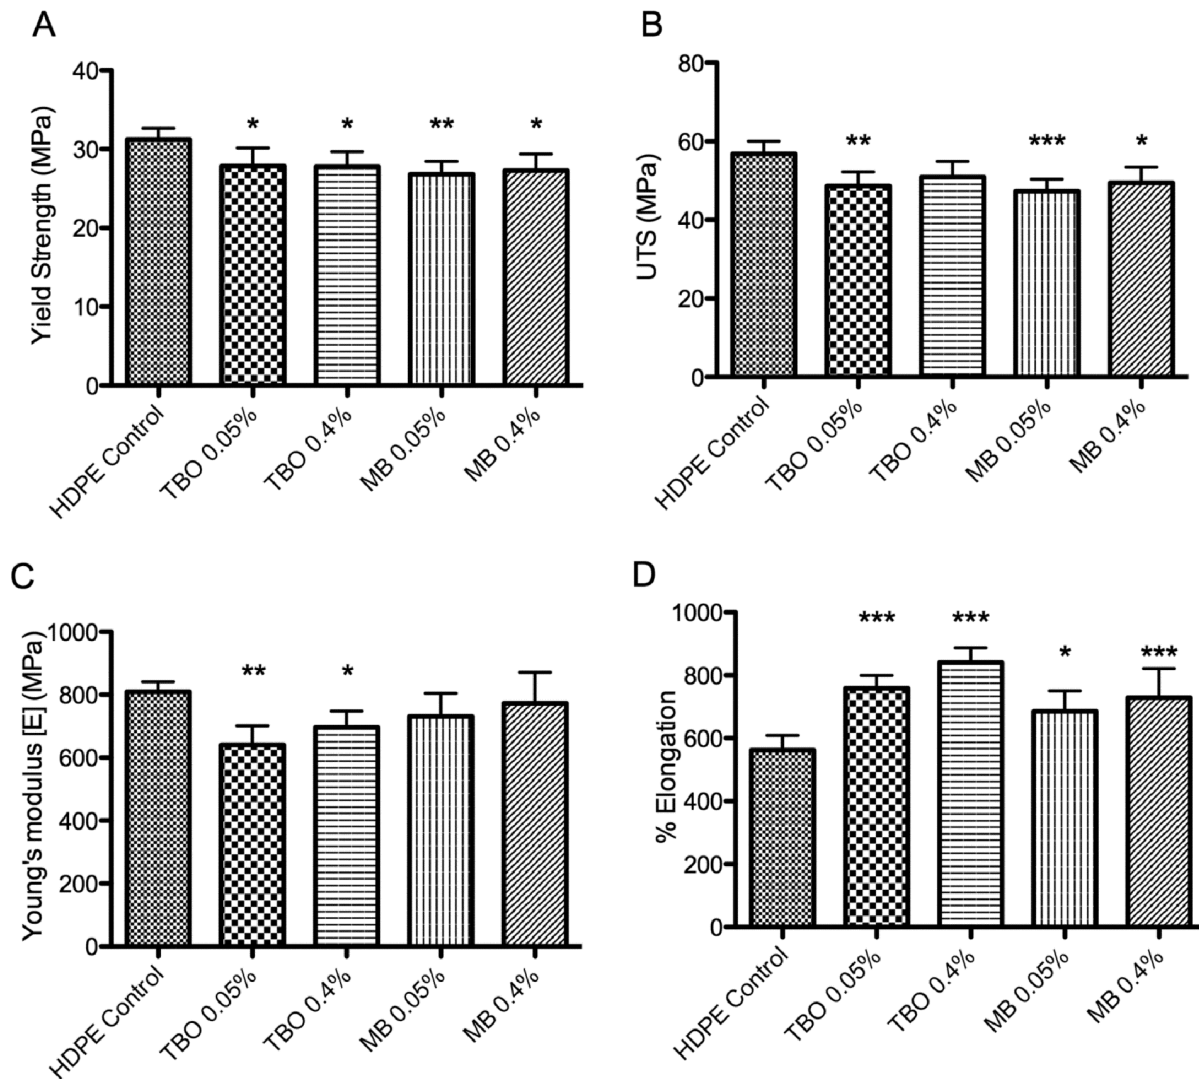 A
Yield Strength (MPa)
40
30
20
10
0
* * ** *
HDPE Control
TBO 0.05%
TBO 0.4%
MB 0.05%
MB 0.4%
B
UTS (MPa)
80
60
40
20
0
** *** *
HDPE Control
TBO 0.05%
TBO 0.4%
MB 0.05%
MB 0.4%
C
Young's modulus [E] (MPa)
1000
800
600
400
200
0
** *
HDPE Control
TBO 0.05%
TBO 0.4%
MB 0.05%
MB 0.4%
D
% Elongation
1000
800
600
400
200
0
*** *** * ***
HDPE Control
TBO 0.05%
TBO 0.4%
MB 0.05%
MB 0.4%